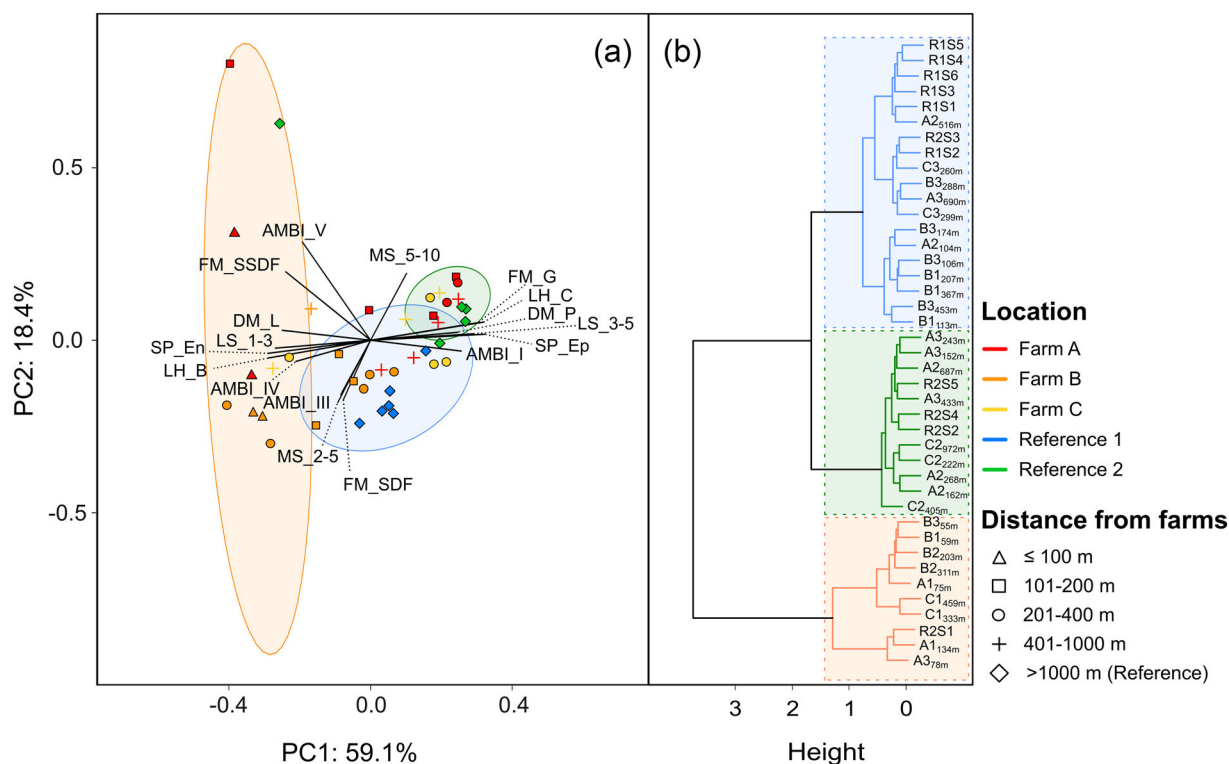 (a)
(b)
PC2: 18.4%
0.5
0.0
-0.5
-0.4
0.0
0.4
PC1: 59.1%
AMBI_V
MS_5-10
FM_SSDF
FM_G
LH_C
DM_L
DM_P
LS_3-5
LS_1-3
SP_En
SP_Ep
LH_B
AMBI_I
AMBI_IV
AMBI_III
MS_2-5
FM_SDF
R1S5
R1S4
R1S6
R1S3
R1S1
A2516m
R2S3
R1S2
C3260m
B3288m
A3690m
C3299m
B3174m
A2104m
B3106m
B1207m
B1367m
B3453m
B1113m
A3243m
A3152m
A2687m
R2S5
A3433m
R2S4
R2S2
C2972m
C2222m
A2268m
A2162m
C2405m
B355m
B159m
B2203m
B2311m
A175m
C1459m
C1333m
R2S1
A1134m
A378m
3 2 1 0
Height
Location
Farm A
Farm B
Farm C
Reference 1
Reference 2
Distance from farms
≤ 100 m
101-200 m
201-400 m
401-1000 m
>1000 m (Reference)